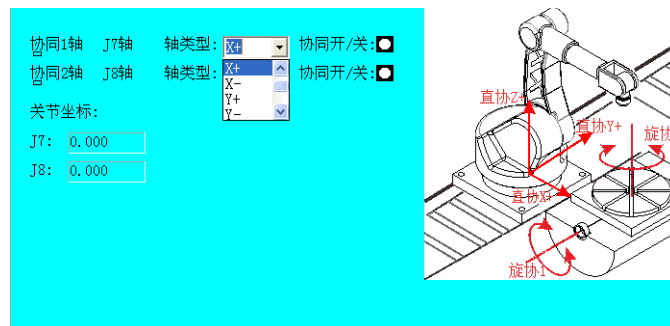 协同1轴 J7轴 轴类型: X+ 协同开/关:
协同2轴 J8轴 轴类型: 协同开/关:
X+
X-
Y+
Y-
关节坐标:
J7: 0.000
J8: 0.000
直协Z+
直协Y+
旋协
直协X+
旋协1